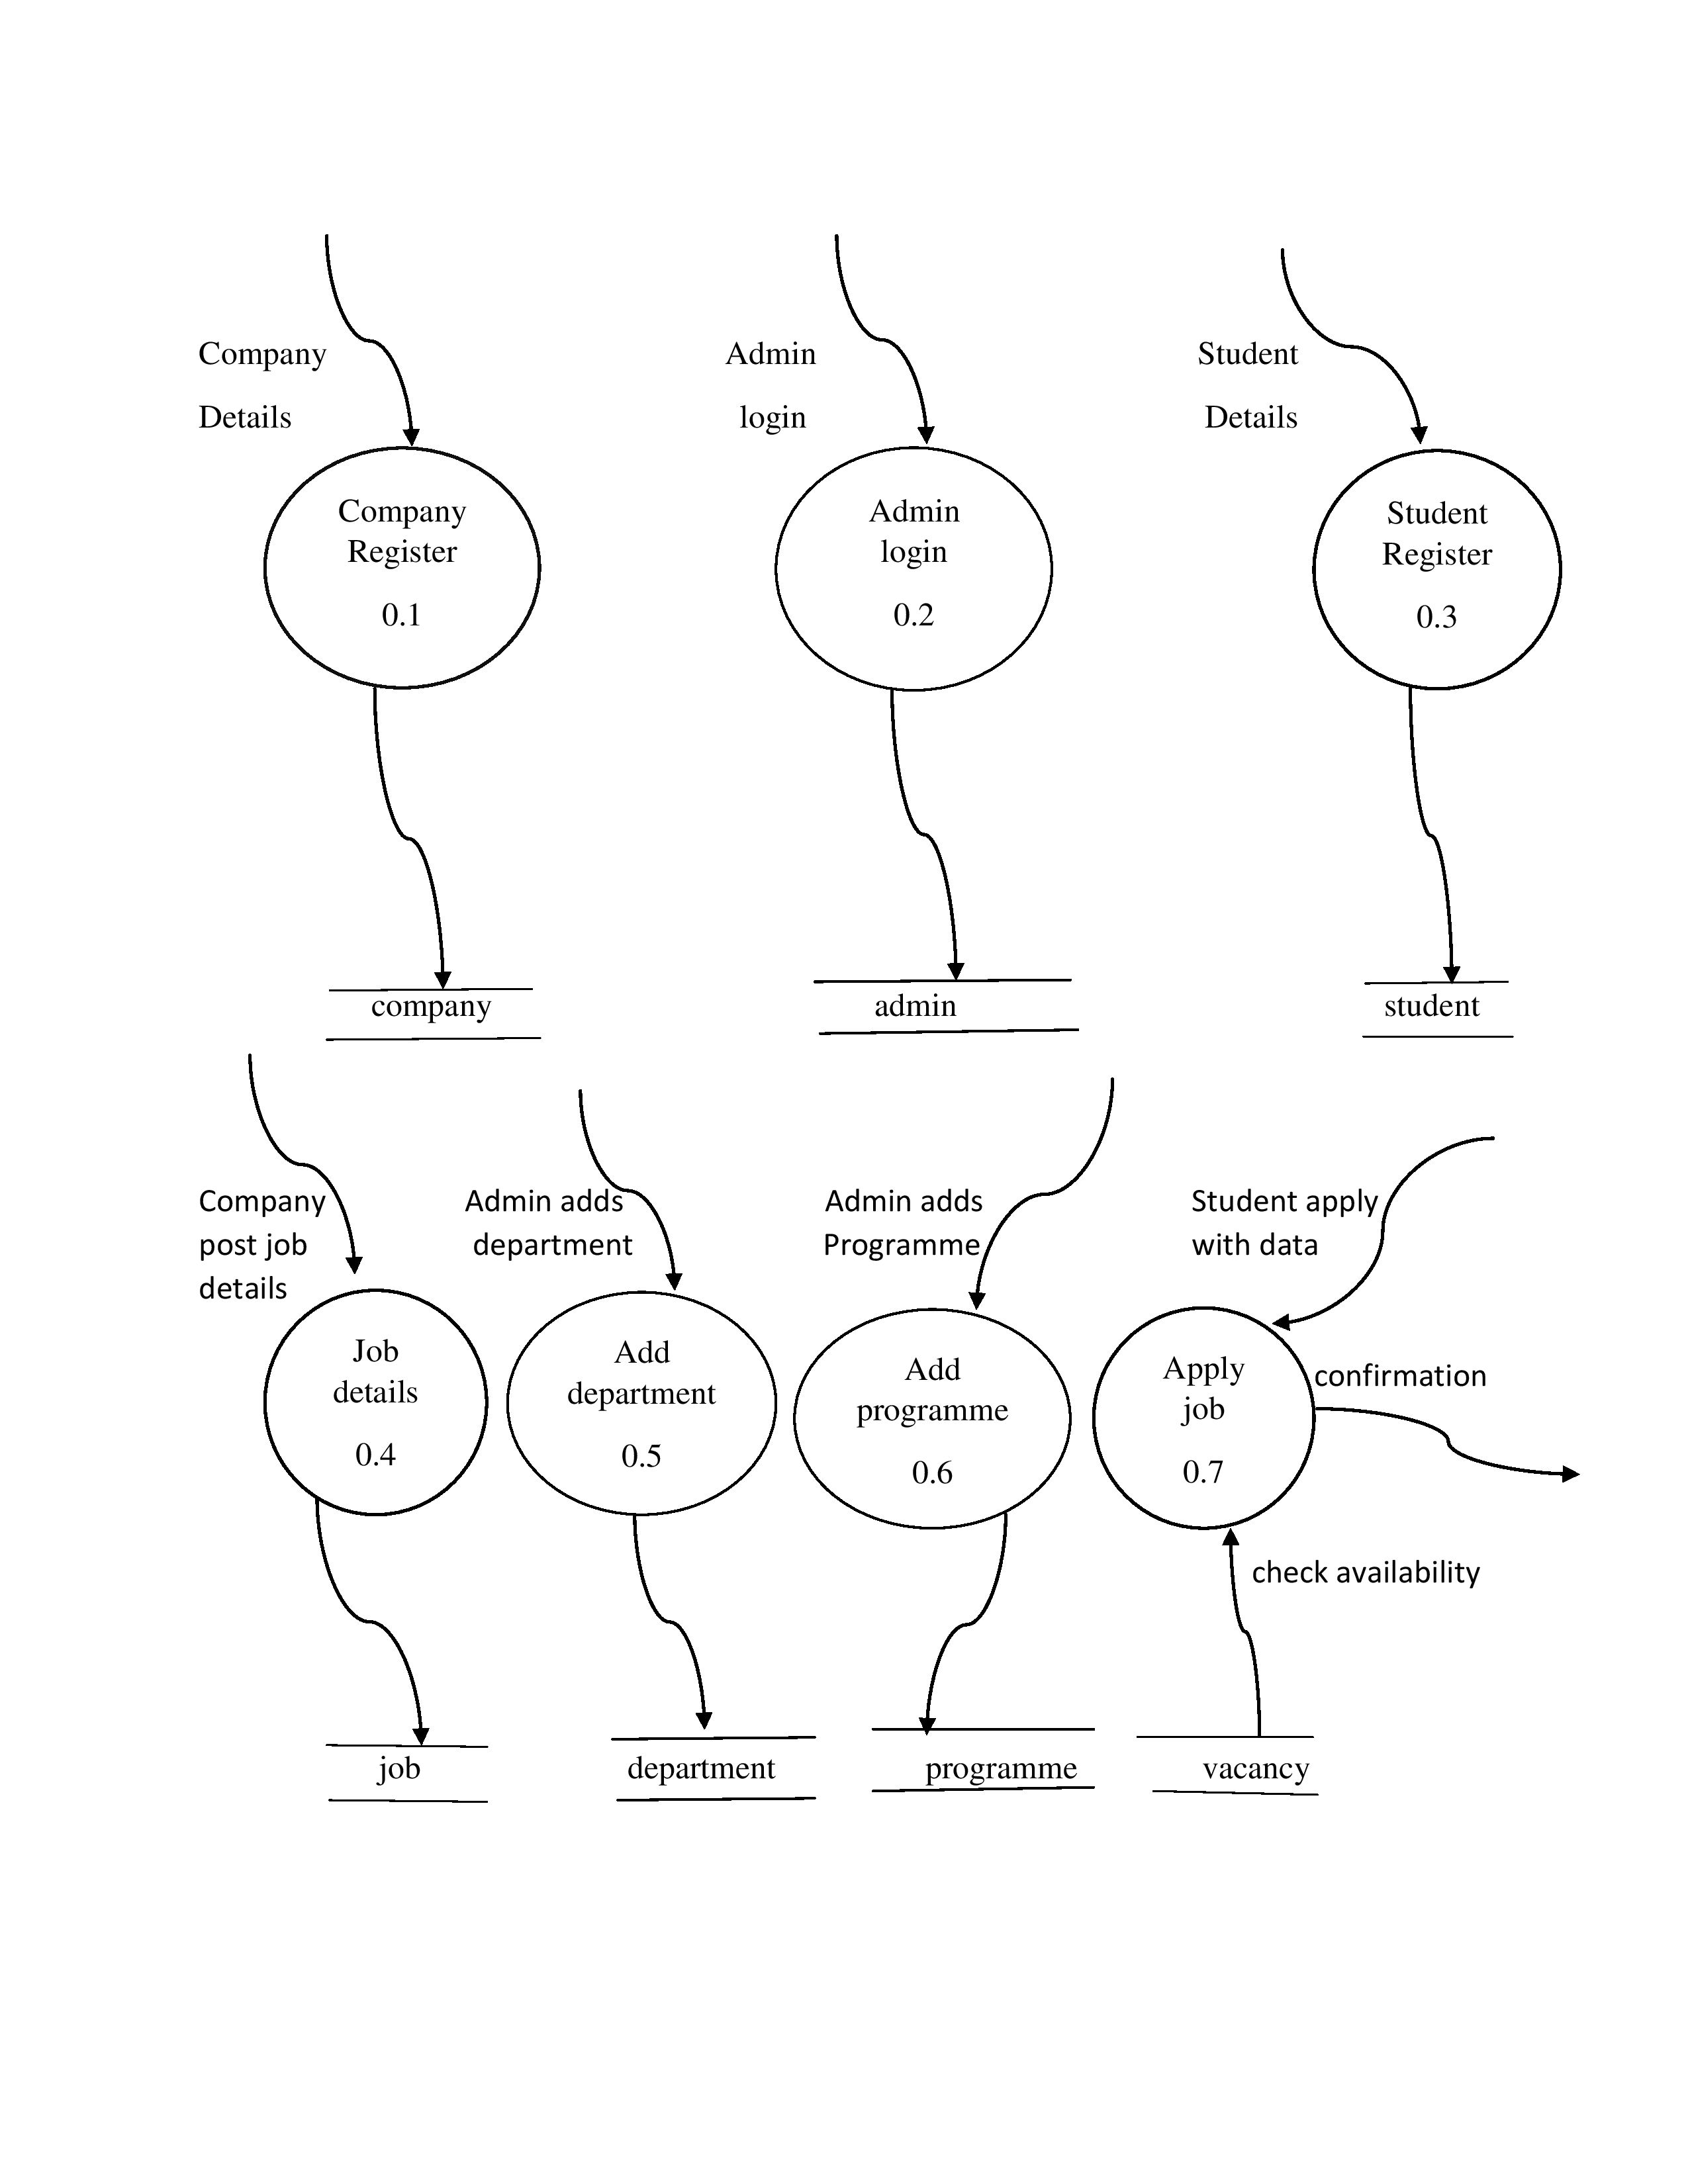 Company
Details
Admin
login
Student
Details
Company
Register
0.1
Admin
login
0.2
Student
Register
0.3
company
admin
student
Company
post job
details
Admin adds
department
Admin adds
Programme
Student apply
with data
Job
details
0.4
Add
department
0.5
Add
programme
0.6
Apply
job
0.7
confirmation
check availability
job
department
programme
vacancy